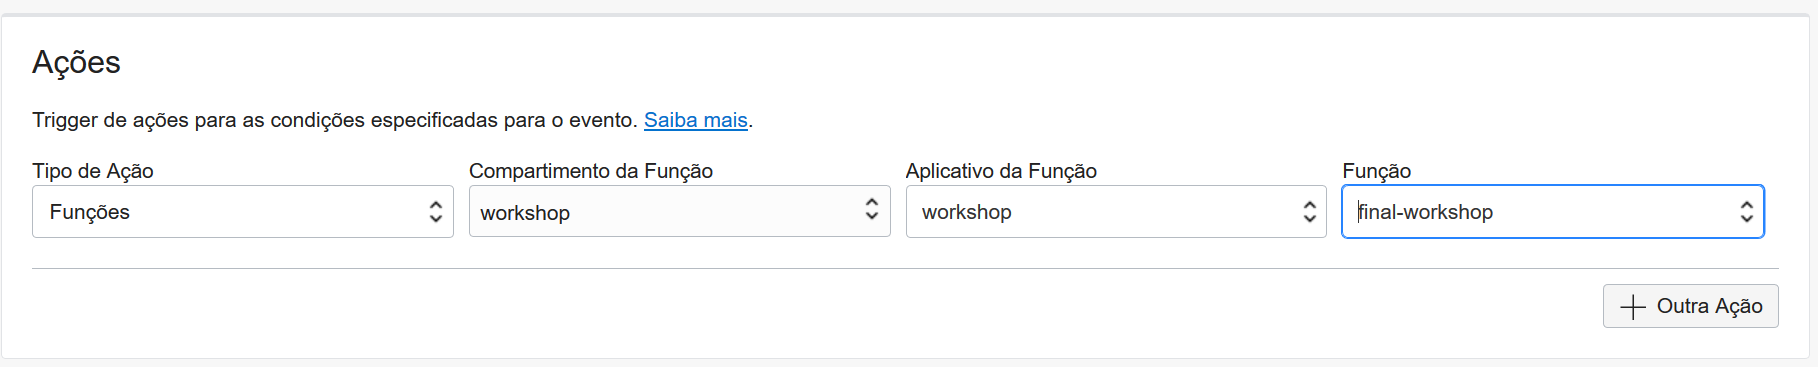 Ações
Trigger de ações para as condições especificadas para o evento. Saiba mais.
Tipo de Ação
Funções
Compartimento da Função
workshop
Aplicativo da Função
workshop
Função
final-workshop
Outra Ação